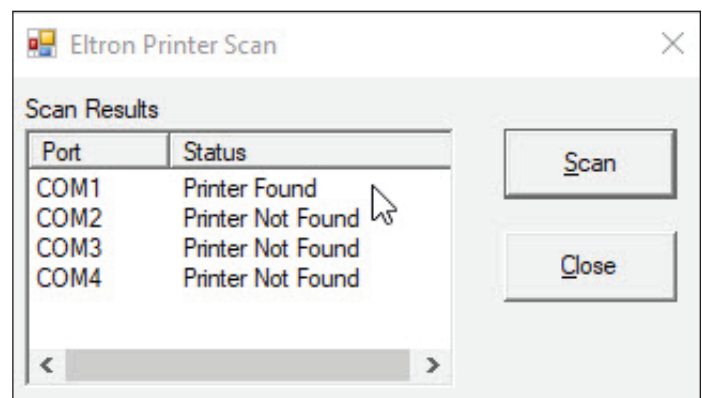 Eltron Printer Scan
Scan Results
Port Status
COM1 Printer Found
COM2 Printer Not Found
COM3 Printer Not Found
COM4 Printer Not Found
Scan
Close